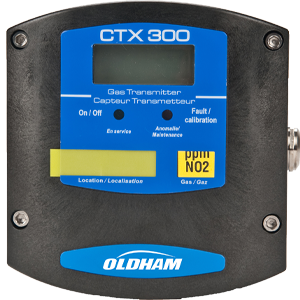 CTX 300
Gas Transmitter
Capteur Transmetteur
On / Off
Fault /
calibration
En service
Anomalie/
Maintenance
ppm
NO2
Location / Localisation
Gas / Gaz
OLDHAM